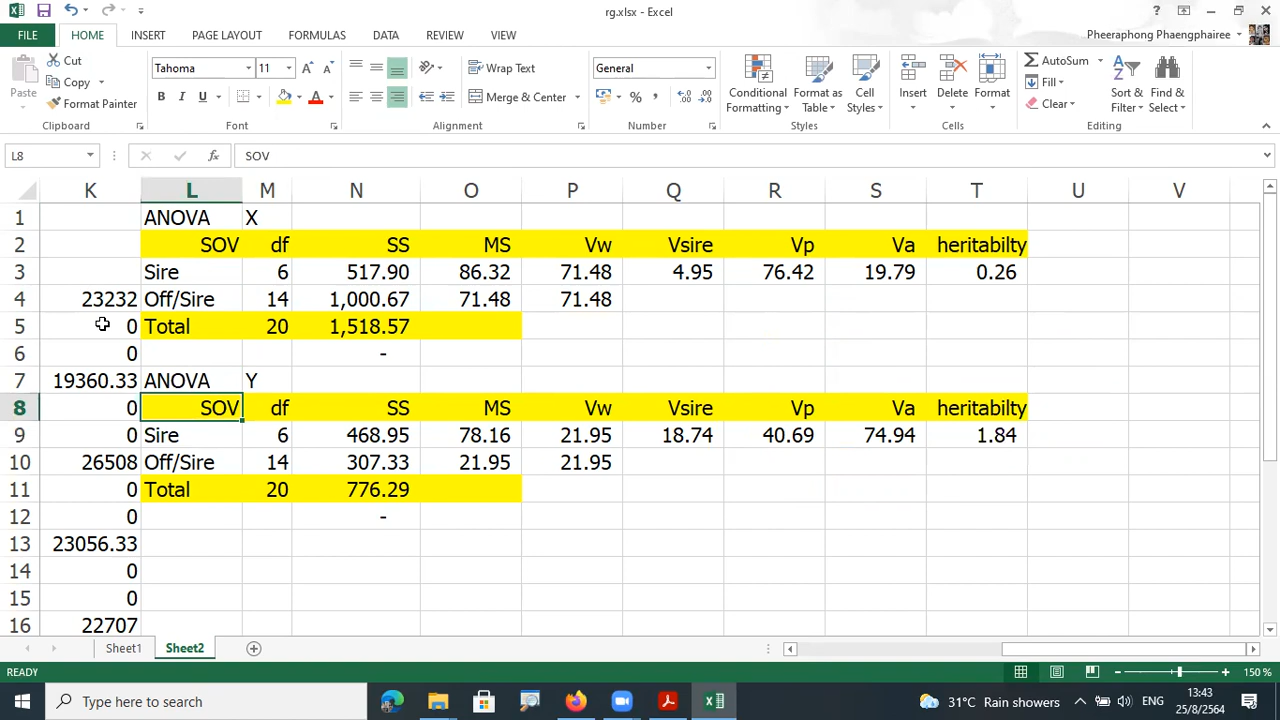 rg.xlsx - Excel
?
FILE HOME INSERT PAGE LAYOUT FORMULAS DATA REVIEW VIEW Pheeraphong Phaengphairee
Paste Cut Copy Format Painter
Clipboard
Tahoma 11 A A
B I U A
Font
Wrap Text
Merge & Center
Alignment
General
% ,
Number
Conditional Formatting Format as Table Cell Styles
Styles
Insert Delete Format
Cells
AutoSum
Fill
Clear
Sort & Filter Find & Select
Editing
L8 fx SOV
K L M N O P Q R S T U V
1 ANOVA X
2 SOV df SS MS Vw Vsire Vp Va heritabilty
3 Sire 6 517.90 86.32 71.48 4.95 76.42 19.79 0.26
4 23232 Off/Sire 14 1,000.67 71.48 71.48
5 0 Total 20 1,518.57
6 0 -
7 19360.33 ANOVA Y
8 0 SOV df SS MS Vw Vsire Vp Va heritabilty
9 0 Sire 6 468.95 78.16 21.95 18.74 40.69 74.94 1.84
10 26508 Off/Sire 14 307.33 21.95 21.95
11 0 Total 20 776.29
12 0 -
13 23056.33
14 0
15 0
16 22707
Sheet1 Sheet2
READY 150 %
Type here to search 31°C Rain showers ENG 13:43
25/8/2564